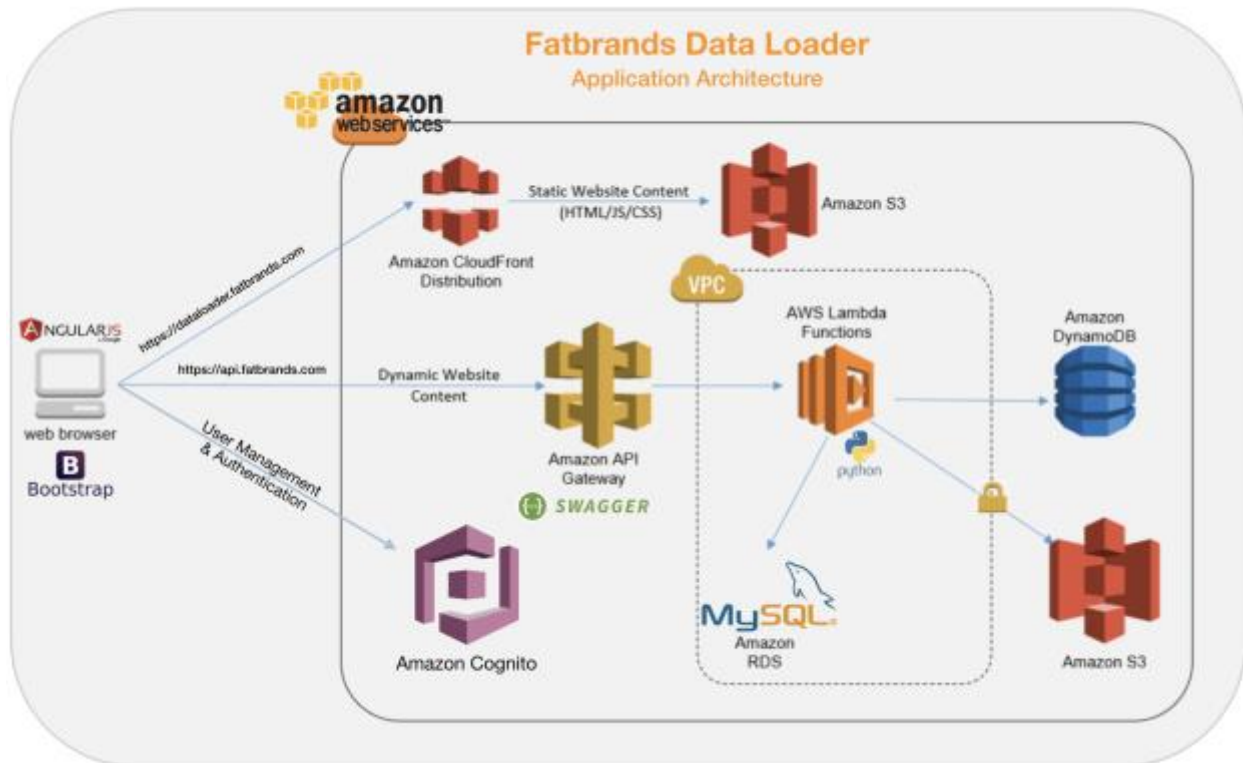 Fatbrands Data Loader
Application Architecture
amazon
webservices™
Static Website Content
(HTML/JS/CSS)
Amazon S3
Amazon CloudFront
Distribution
https://dataloader.fatbrands.com
VPC
AWS Lambda
Functions
Amazon
DynamoDB
ANGULARJS
web browser
B
Bootstrap
https://api.fatbrands.com
Dynamic Website
Content
User Management
& Authentication
Amazon API
Gateway
{··} SWAGGER
python
MySQL®
Amazon
RDS
Amazon Cognito
Amazon S3